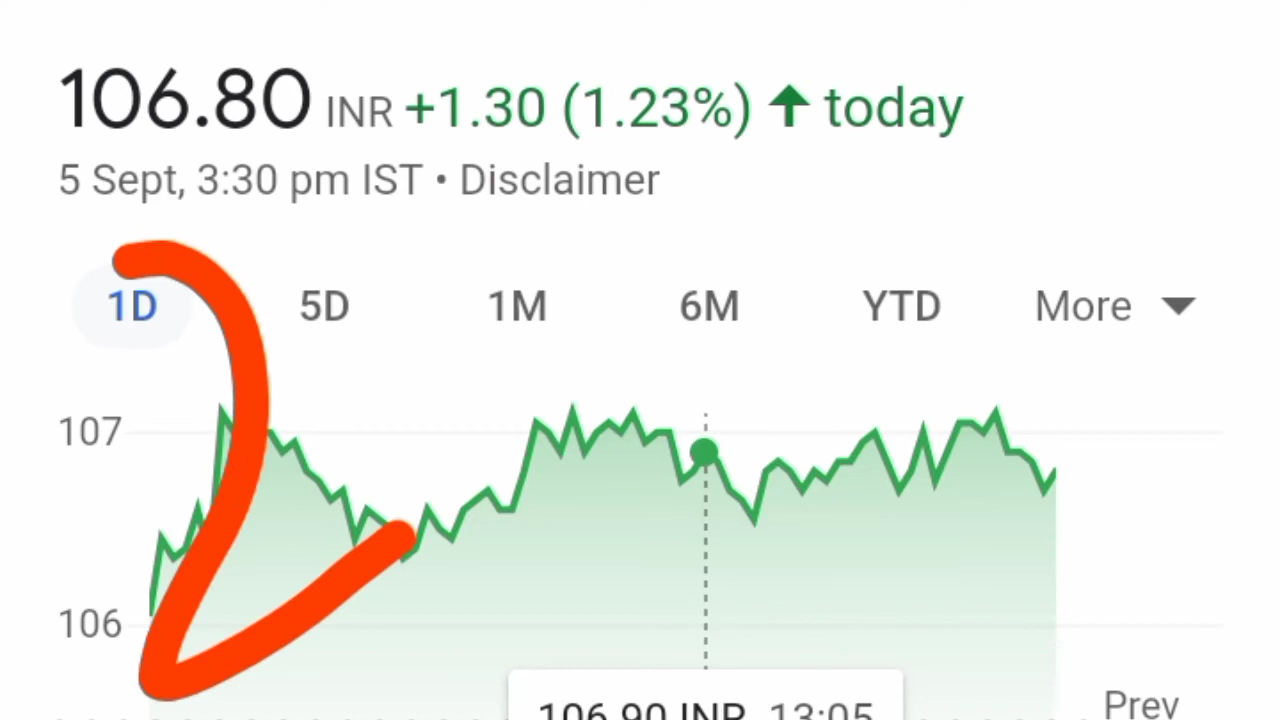 106.80 INR +1.30 (1.23%) ↑ today
5 Sept, 3:30 pm IST • Disclaimer
1D 5D 1M 6M YTD More
107
106
106.90 INR 13:05
Prev